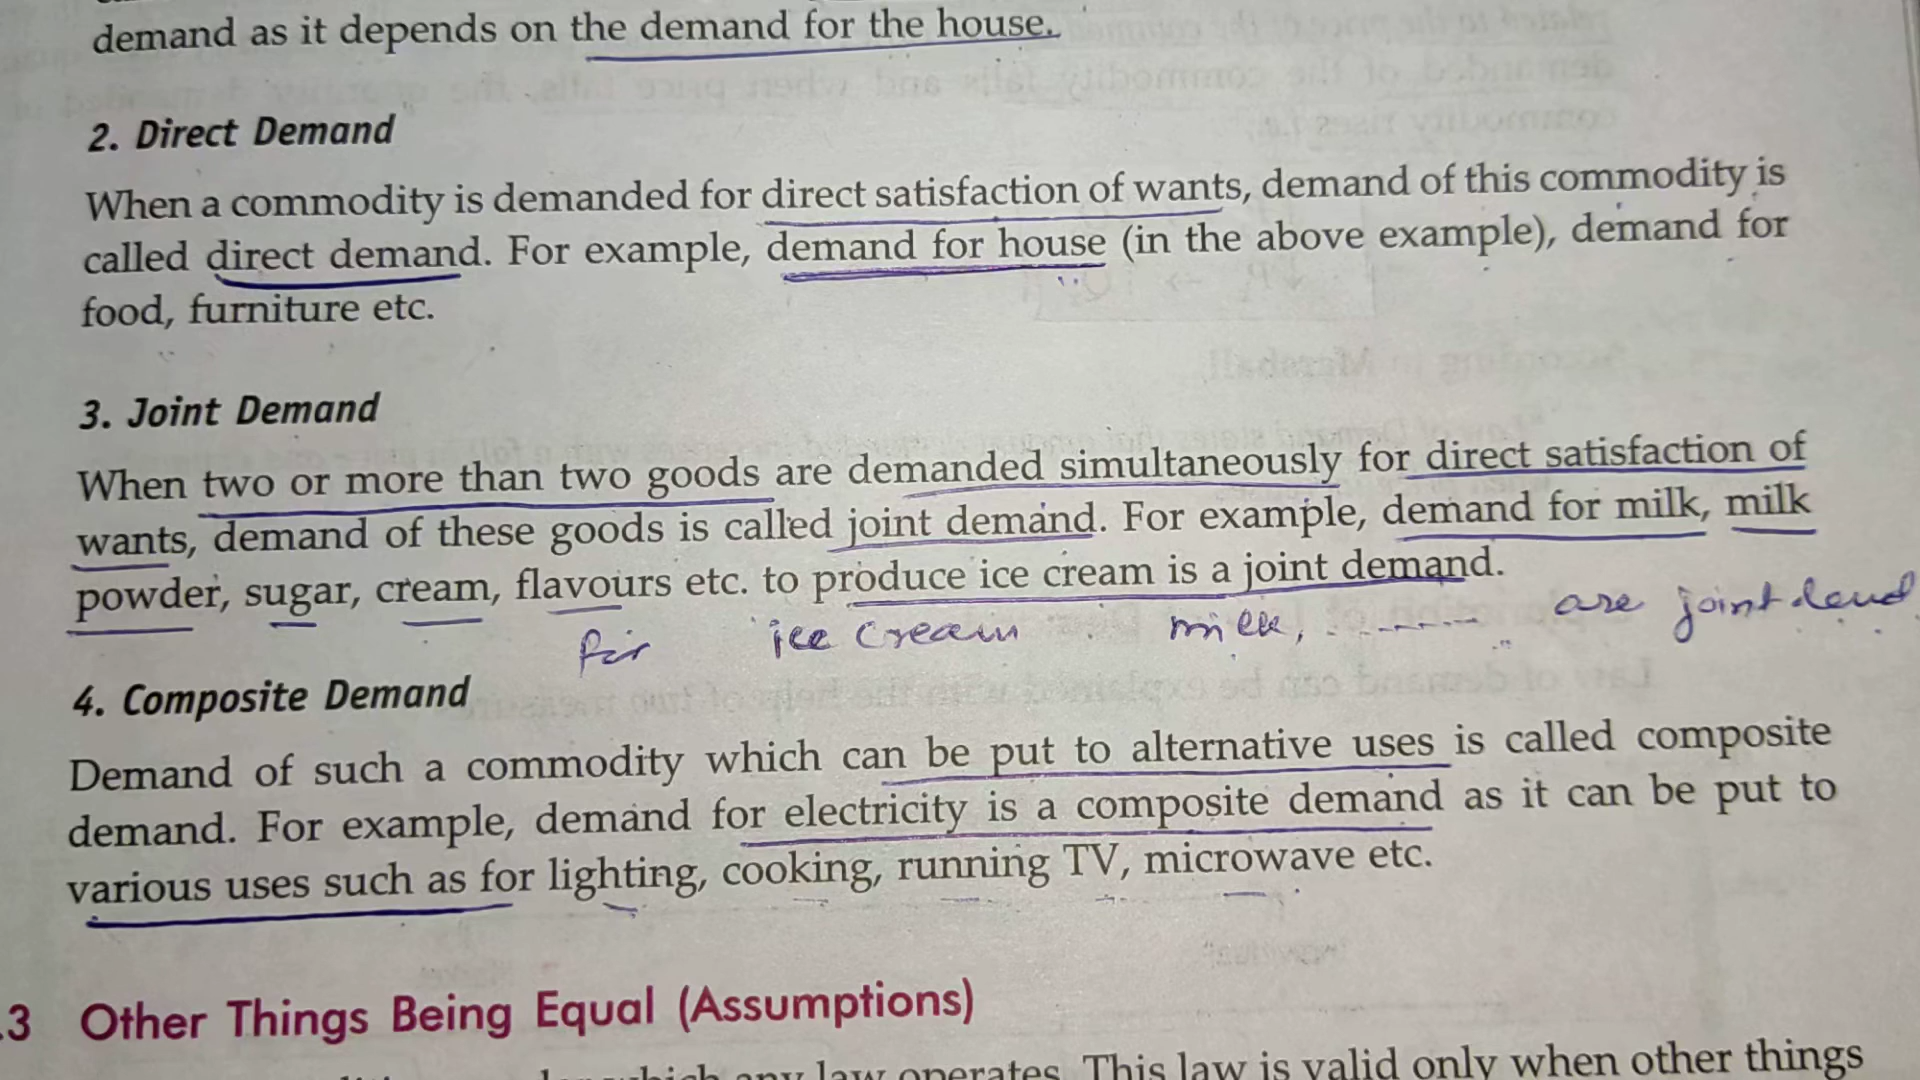 demand as it depends on the demand for the house.
2. Direct Demand
When a commodity is demanded for direct satisfaction of wants, demand of this commodity is
called direct demand. For example, demand for house (in the above example), demand for
food, furniture etc.
3. Joint Demand
When two or more than two goods are demanded simultaneously for direct satisfaction of
wants, demand of these goods is called joint demand. For example, demand for milk, milk
powder, sugar, cream, flavours etc. to produce ice cream is a joint demand.
for ice cream milk, ------- are joint
4. Composite Demand
Demand of such a commodity which can be put to alternative uses is called composite
demand. For example, demand for electricity is a composite demand as it can be put to
various uses such as for lighting, cooking, running TV, microwave etc.
.3 Other Things Being Equal (Assumptions)
which any law operates. This law is valid only when other things